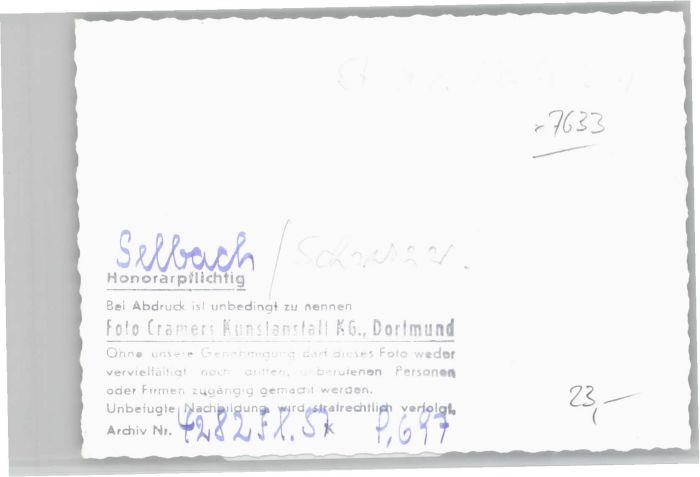 ×7633
Selbach
Honorarpflichtig
Bei Abdruck ist unbedingt zu nennen
Foto Cramers Kunstanstalt KG., Dortmund
Ohne unsere Genehmigung darf dieses Foto weder
vervielfältigt noch dritten, unberufenen Personen
oder Firmen zugängig gemacht werden.
Unbefugte Nachbildung wird strafrechtlich verfolgt.
Archiv Nr.
23,—